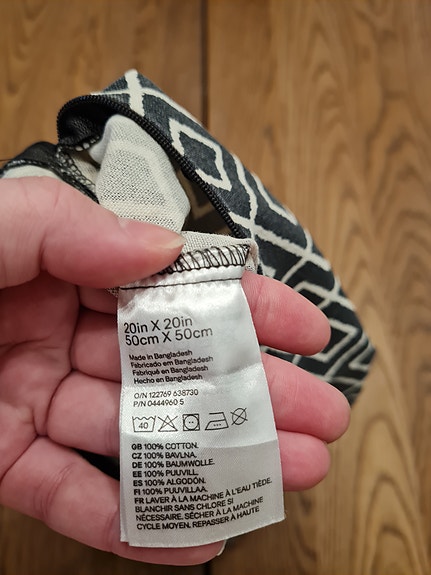 20in X 20in
50cm X 50cm
Made in Bangladesh
Fabricado em Bangladesh
Fabriqué en Bangladesh
Hecho en Bangladesh
O/N 122769 638730
P/N 0444960 5
40
GB 100% COTTON.
CZ 100% BAVLNA.
DE 100% BAUMWOLLE.
EE 100% PUUVILL.
ES 100% ALGODÓN.
FI 100% PUUVILLAA.
FR LAVER À LA MACHINE À L'EAU TIÈDE.
BLANCHIR SANS CHLORE SI
NÉCESSAIRE, SÉCHER À LA MACHINE
CYCLE MOYEN. REPASSER À HAUTE